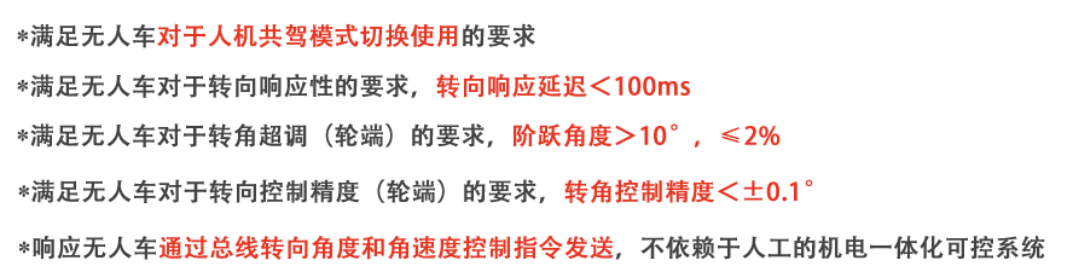 *满足无人车对于人机共驾模式切换使用的要求
*满足无人车对于转向响应性的要求，转向响应延迟＜100ms
*满足无人车对于转角超调（轮端）的要求，阶跃角度＞10°，≤2%
*满足无人车对于转向控制精度（轮端）的要求，转角控制精度＜±0.1°
*响应无人车通过总线转向角度和角速度控制指令发送，不依赖于人工的机电一体化可控系统